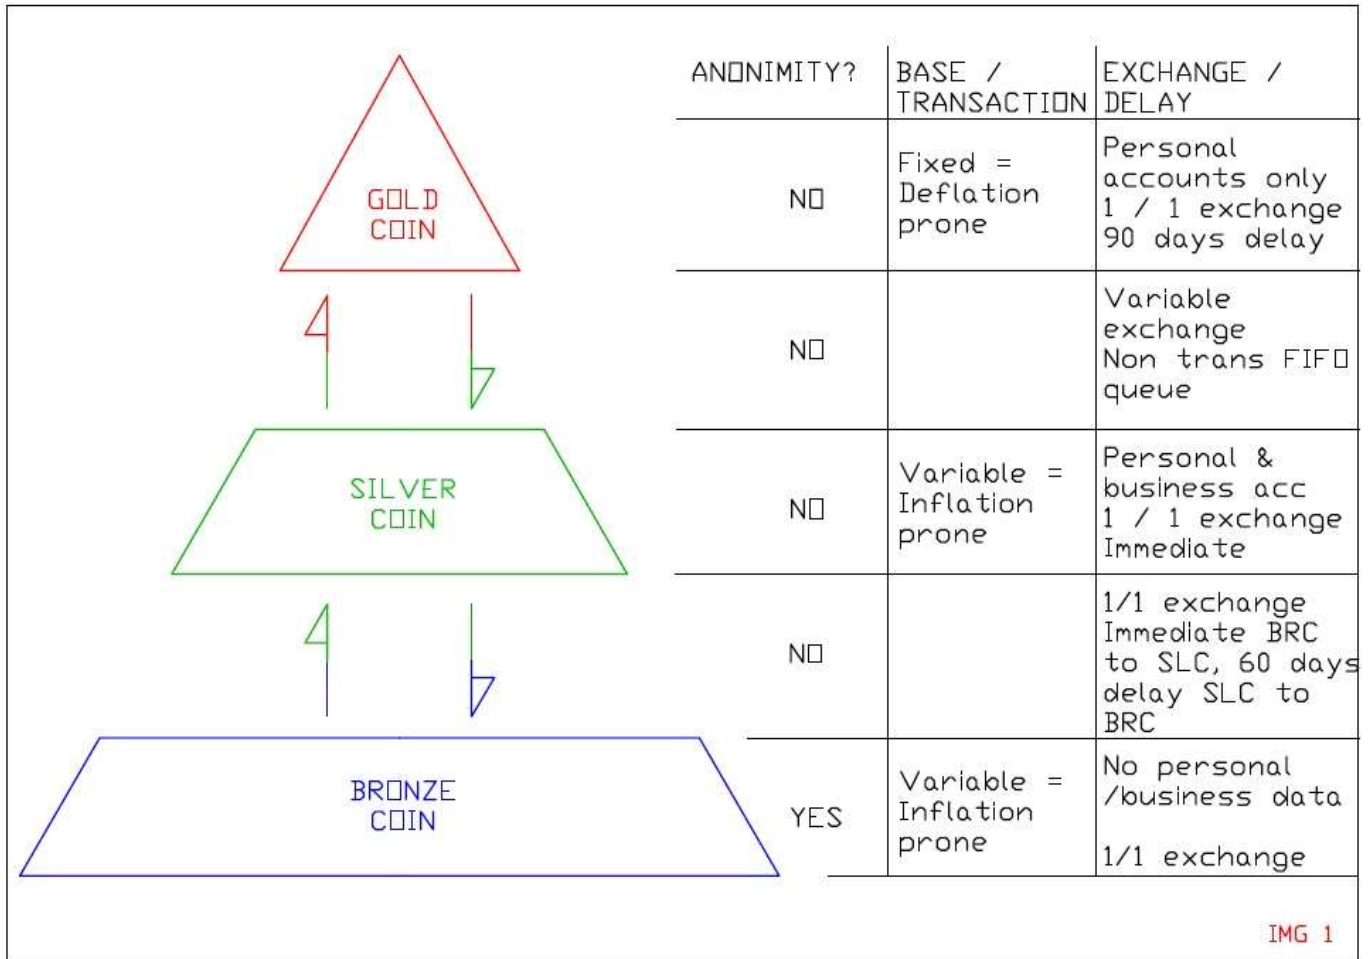 ANONIMITY?
BASE /
TRANSACTION
EXCHANGE /
DELAY
GOLD
COIN
NO
Fixed =
Deflation
prone
Personal
accounts only
1 / 1 exchange
90 days delay
NO
Variable
exchange
Non trans FIFO
queue
SILVER
COIN
NO
Variable =
Inflation
prone
Personal &
business acc
1 / 1 exchange
Immediate
NO
1/1 exchange
Immediate BRC
to SLC, 60 days
delay SLC to
BRC
BRONZE
COIN
YES
Variable =
Inflation
prone
No personal
/business data
1/1 exchange
IMG 1